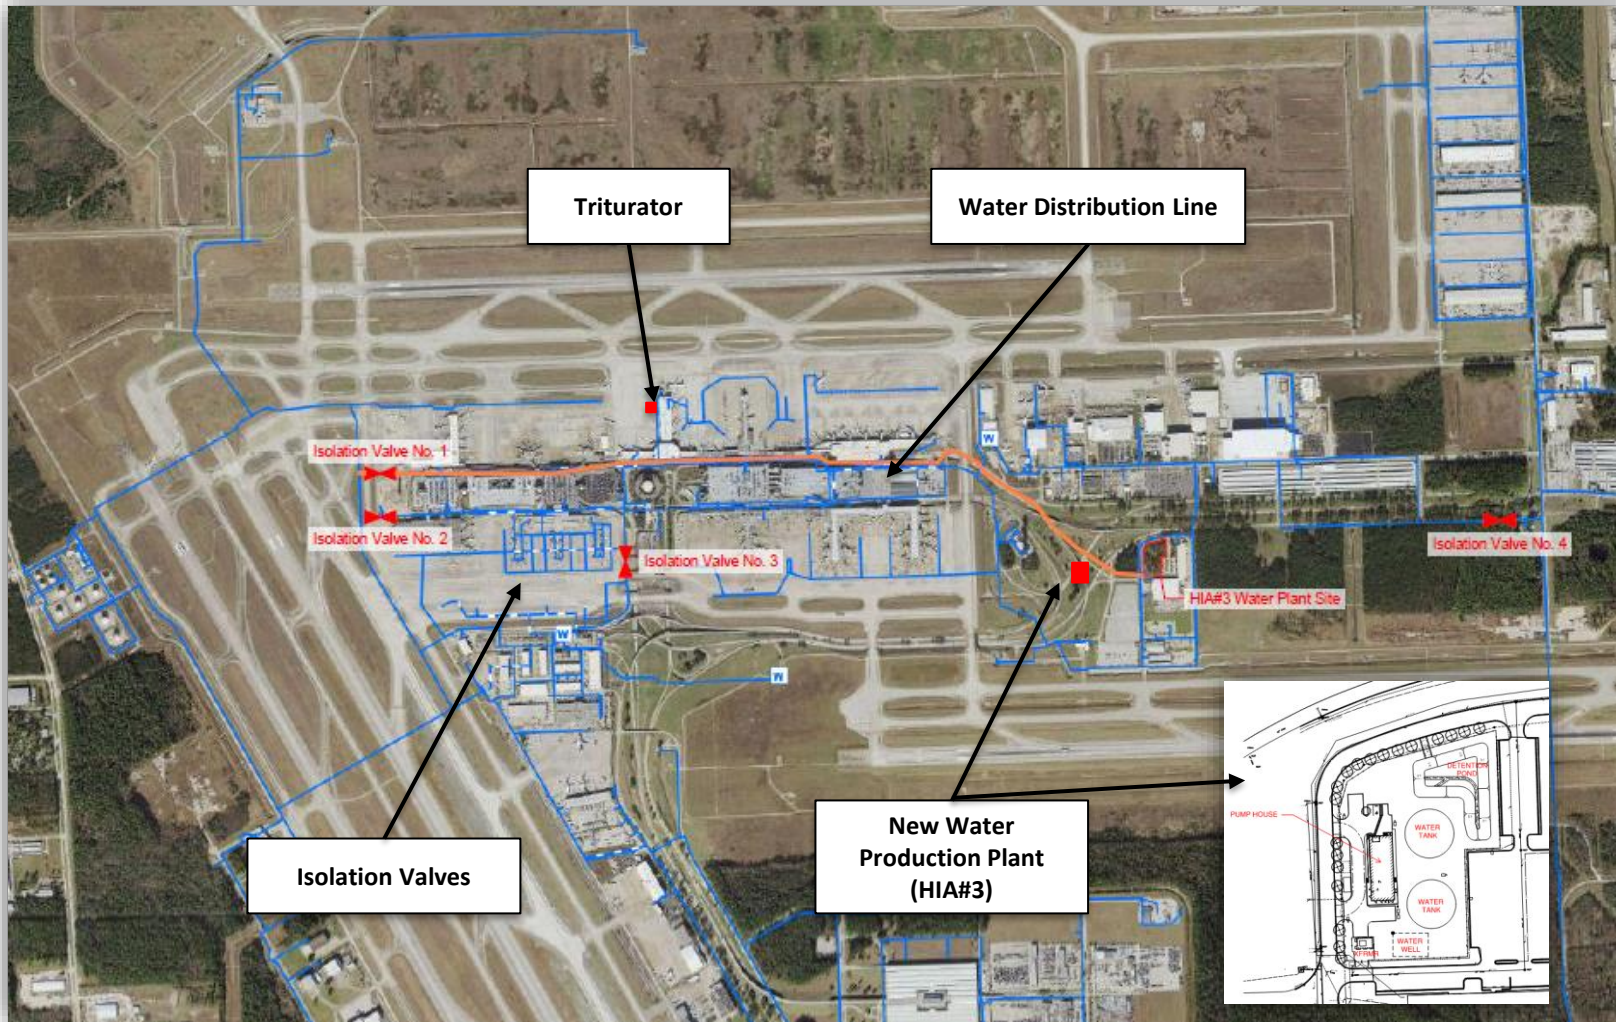 Triturator
Water Distribution Line
Isolation Valve No. 1
W
Isolation Valve No. 2
Isolation Valve No. 3
Isolation Valve No. 4
HIA#3 Water Plant Site
W
Isolation Valves
New Water
Production Plant
(HIA#3)
DETENTION
POND
PUMP HOUSE
WATER
TANK
WATER
TANK
WATER
WELL
XFRMR